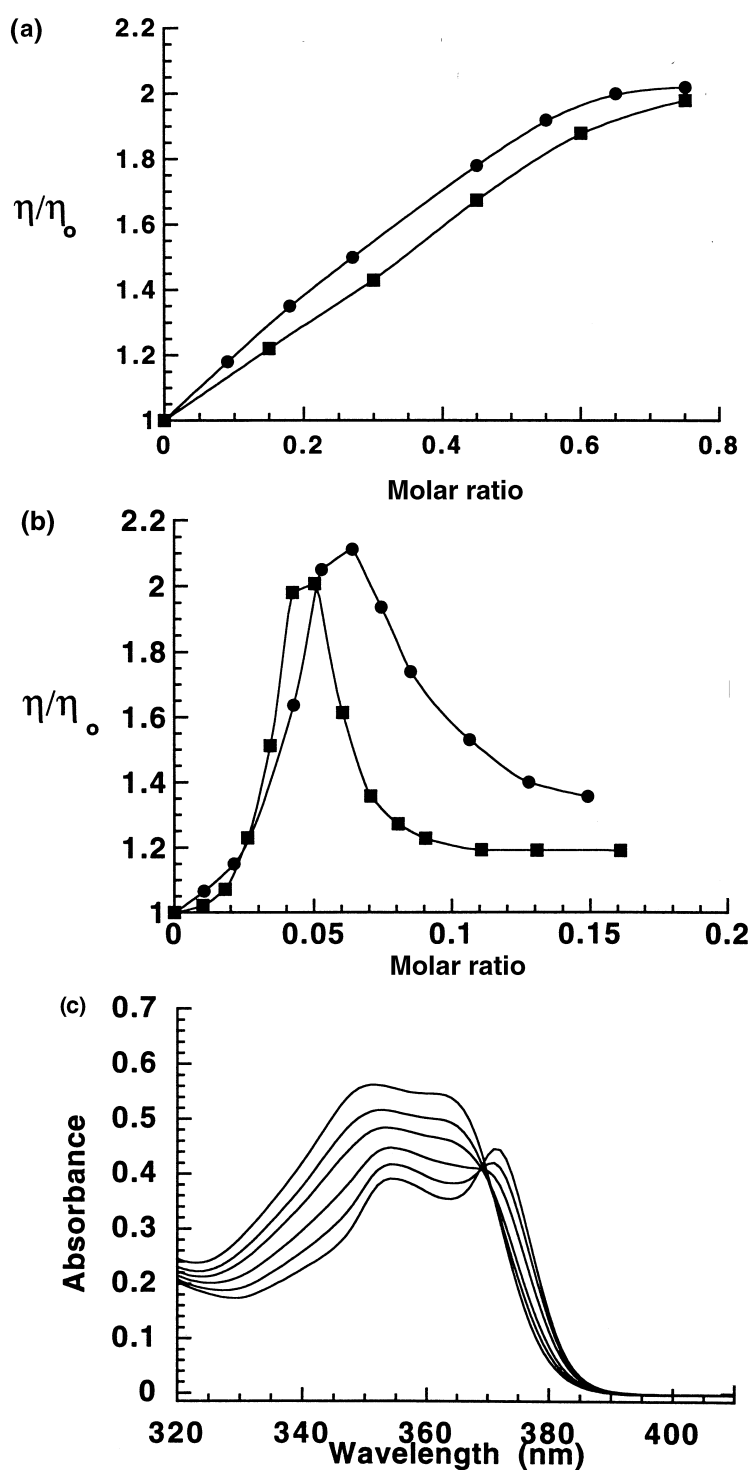 (a)
2.2
2
1.8
η/ηo
1.6
1.4
1.2
1
0 0.2 0.4 0.6 0.8
Molar ratio
(b)
2.2
2
1.8
η/ηo
1.6
1.4
1.2
1
0 0.05 0.1 0.15 0.2
Molar ratio
(c)
0.7
0.6
0.5
Absorbance
0.4
0.3
0.2
0.1
0
320 340 360 380 400
Wavelength (nm)